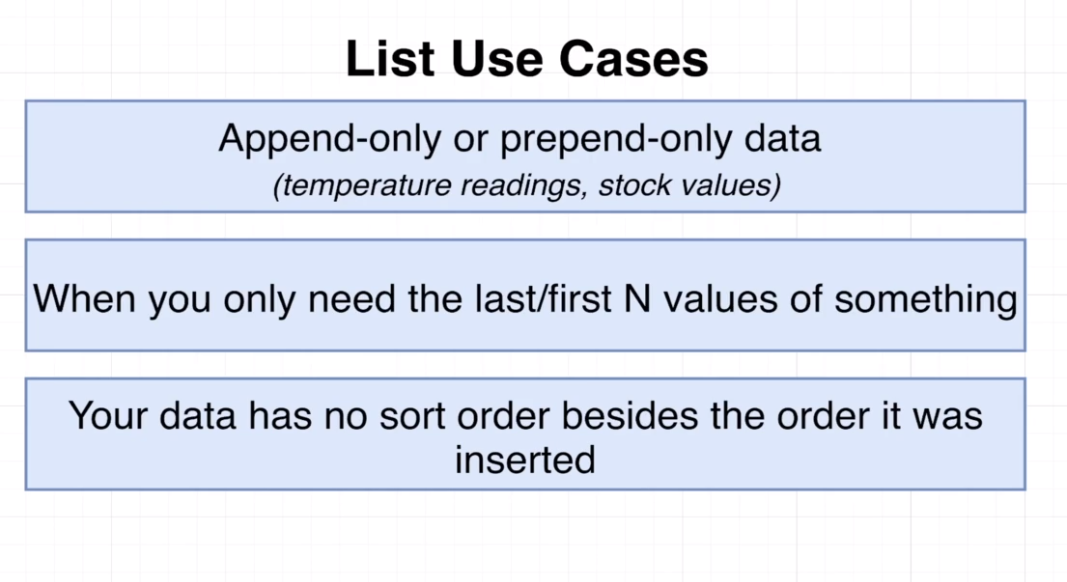 List Use Cases
Append-only or prepend-only data
(temperature readings, stock values)
When you only need the last/first N values of something
Your data has no sort order besides the order it was
inserted